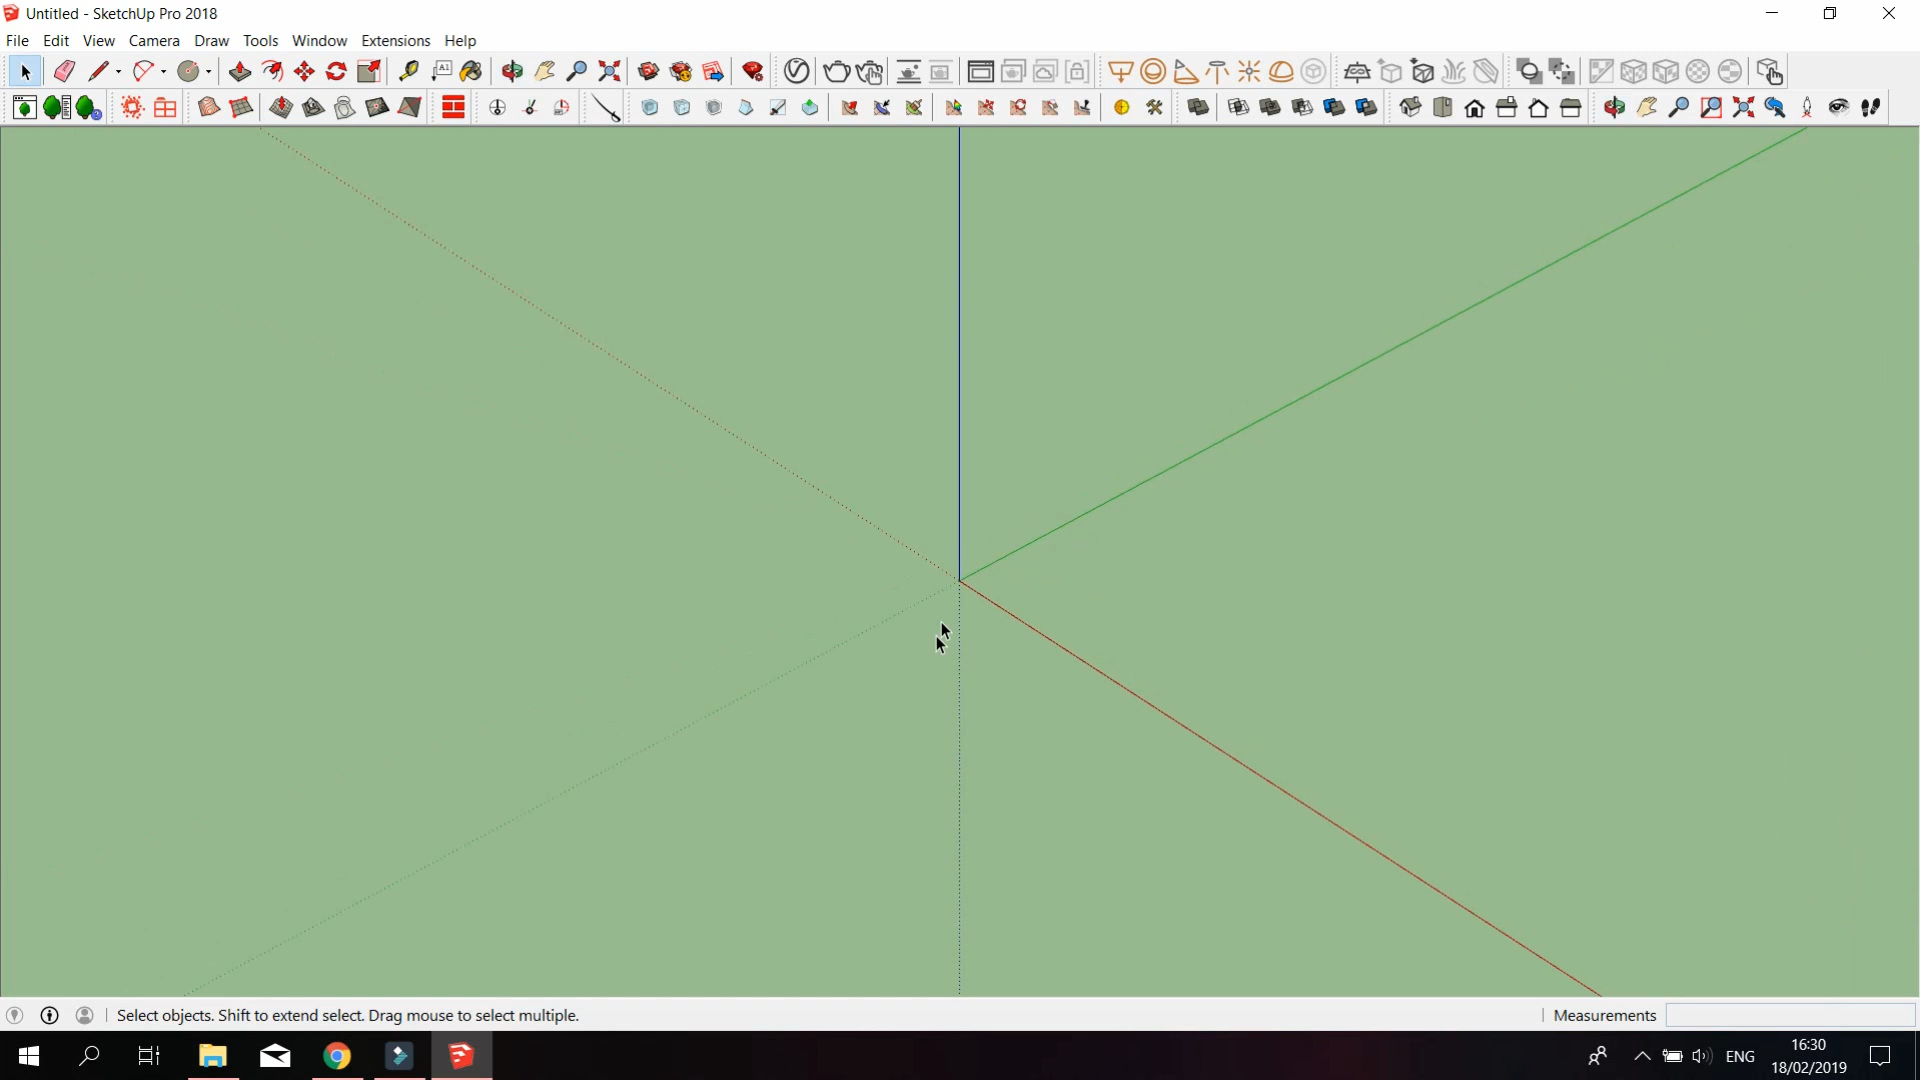 Untitled - SketchUp Pro 2018
File Edit View Camera Draw Tools Window Extensions Help
A1
Select objects. Shift to extend select. Drag mouse to select multiple.
Measurements
ENG
16:30
18/02/2019